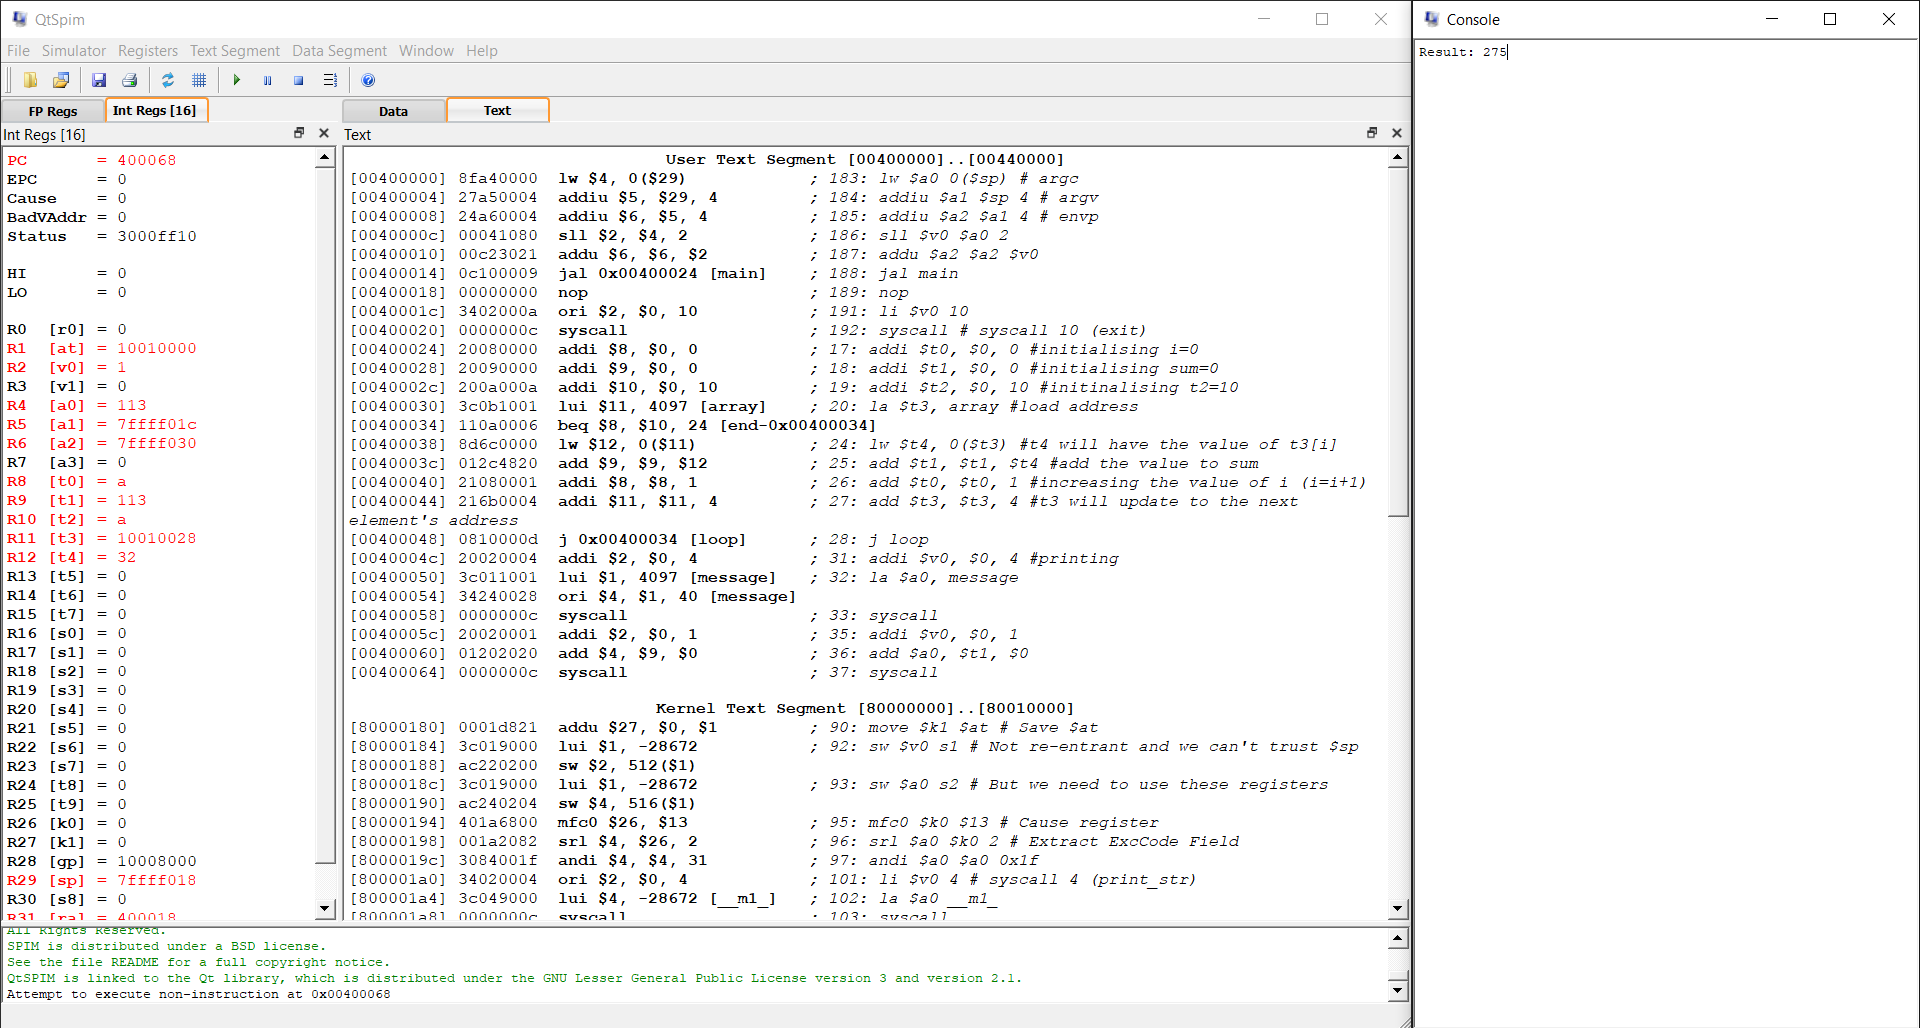 QtSpim
File Simulator Registers Text Segment Data Segment Window Help
FP Regs Int Regs [16]
Int Regs [16]
PC = 400068
EPC = 0
Cause = 0
BadVAddr = 0
Status = 3000ff10
HI = 0
LO = 0
R0 [r0] = 0
R1 [at] = 10010000
R2 [v0] = 1
R3 [v1] = 0
R4 [a0] = 113
R5 [a1] = 7ffff01c
R6 [a2] = 7ffff030
R7 [a3] = 0
R8 [t0] = a
R9 [t1] = 113
R10 [t2] = a
R11 [t3] = 10010028
R12 [t4] = 32
R13 [t5] = 0
R14 [t6] = 0
R15 [t7] = 0
R16 [s0] = 0
R17 [s1] = 0
R18 [s2] = 0
R19 [s3] = 0
R20 [s4] = 0
R21 [s5] = 0
R22 [s6] = 0
R23 [s7] = 0
R24 [t8] = 0
R25 [t9] = 0
R26 [k0] = 0
R27 [k1] = 0
R28 [gp] = 10008000
R29 [sp] = 7ffff018
R30 [s8] = 0
R31 [ra] = 400018
Data Text
Text
User Text Segment [00400000]..[00440000]
[00400000] 8fa40000 lw $4, 0($29) ; 183: lw $a0 0($sp) # argc
[00400004] 27a50004 addiu $5, $29, 4 ; 184: addiu $a1 $sp 4 # argv
[00400008] 24a60004 addiu $6, $5, 4 ; 185: addiu $a2 $a1 4 # envp
[0040000c] 00041080 sll $2, $4, 2 ; 186: sll $v0 $a0 2
[00400010] 00c23021 addu $6, $6, $2 ; 187: addu $a2 $a2 $v0
[00400014] 0c100009 jal 0x00400024 [main] ; 188: jal main
[00400018] 00000000 nop ; 189: nop
[0040001c] 3402000a ori $2, $0, 10 ; 191: li $v0 10
[00400020] 0000000c syscall ; 192: syscall # syscall 10 (exit)
[00400024] 20080000 addi $8, $0, 0 ; 17: addi $t0, $0, 0 #initialising i=0
[00400028] 20090000 addi $9, $0, 0 ; 18: addi $t1, $0, 0 #initialising sum=0
[0040002c] 200a000a addi $10, $0, 10 ; 19: addi $t2, $0, 10 #initinalising t2=10
[00400030] 3c0b1001 lui $11, 4097 [array] ; 20: la $t3, array #load address
[00400034] 110a0006 beq $8, $10, 24 [end-0x00400034]
[00400038] 8d6c0000 lw $12, 0($11) ; 24: lw $t4, 0($t3) #t4 will have the value of t3[i]
[0040003c] 012c4820 add $9, $9, $12 ; 25: add $t1, $t1, $t4 #add the value to sum
[00400040] 21080001 addi $8, $8, 1 ; 26: add $t0, $t0, 1 #increasing the value of i (i=i+1)
[00400044] 216b0004 addi $11, $11, 4 ; 27: add $t3, $t3, 4 #t3 will update to the next
element's address
[00400048] 0810000d j 0x00400034 [loop] ; 28: j loop
[0040004c] 20020004 addi $2, $0, 4 ; 31: addi $v0, $0, 4 #printing
[00400050] 3c011001 lui $1, 4097 [message] ; 32: la $a0, message
[00400054] 34240028 ori $4, $1, 40 [message]
[00400058] 0000000c syscall ; 33: syscall
[0040005c] 20020001 addi $2, $0, 1 ; 35: addi $v0, $0, 1
[00400060] 01202020 add $4, $9, $0 ; 36: add $a0, $t1, $0
[00400064] 0000000c syscall ; 37: syscall
Kernel Text Segment [80000000]..[80010000]
[80000180] 0001d821 addu $27, $0, $1 ; 90: move $k1 $at # Save $at
[80000184] 3c019000 lui $1, -28672 ; 92: sw $v0 s1 # Not re-entrant and we can't trust $sp
[80000188] ac220200 sw $2, 512($1)
[8000018c] 3c019000 lui $1, -28672 ; 93: sw $a0 s2 # But we need to use these registers
[80000190] ac240204 sw $4, 516($1)
[80000194] 401a6800 mfc0 $26, $13 ; 95: mfc0 $k0 $13 # Cause register
[80000198] 001a2082 srl $4, $26, 2 ; 96: srl $a0 $k0 2 # Extract ExcCode Field
[8000019c] 3084001f andi $4, $4, 31 ; 97: andi $a0 $a0 0x1f
[800001a0] 34020004 ori $2, $0, 4 ; 101: li $v0 4 # syscall 4 (print_str)
[800001a4] 3c049000 lui $4, -28672 [__m1_] ; 102: la $a0 __m1_
[800001a8] 0000000c syscall ; 103: syscall
All Rights Reserved.
SPIM is distributed under a BSD license.
See the file README for a full copyright notice.
QtSPIM is linked to the Qt library, which is distributed under the GNU Lesser General Public License version 3 and version 2.1.
Attempt to execute non-instruction at 0x00400068
Console
Result: 275